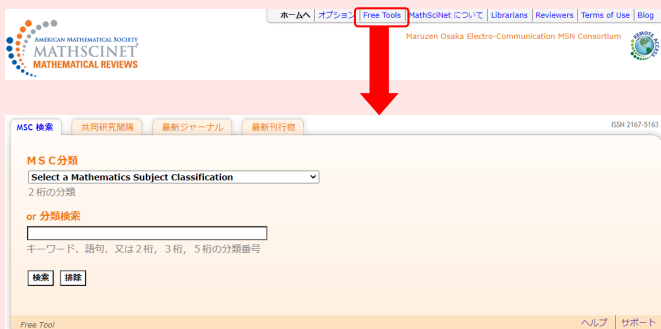 ホームへ オプション Free Tools MathSciNet について Librarians Reviewers Terms of Use Blog
AMERICAN MATHEMATICAL SOCIETY
MATHSCINET
MATHEMATICAL REVIEWS
Maruzen Osaka Electro-Communication MSN Consortium
REMOTE ACCESS
MSC 検索 共同研究間隔 最新ジャーナル 最新刊行物
ISSN 2167-5163
ＭＳＣ分類
Select a Mathematics Subject Classification
２桁の分類
or 分類検索
キーワード、語句、又は２桁，３桁，５桁の分類番号
検索 排除
Free Tool
ヘルプ サポート